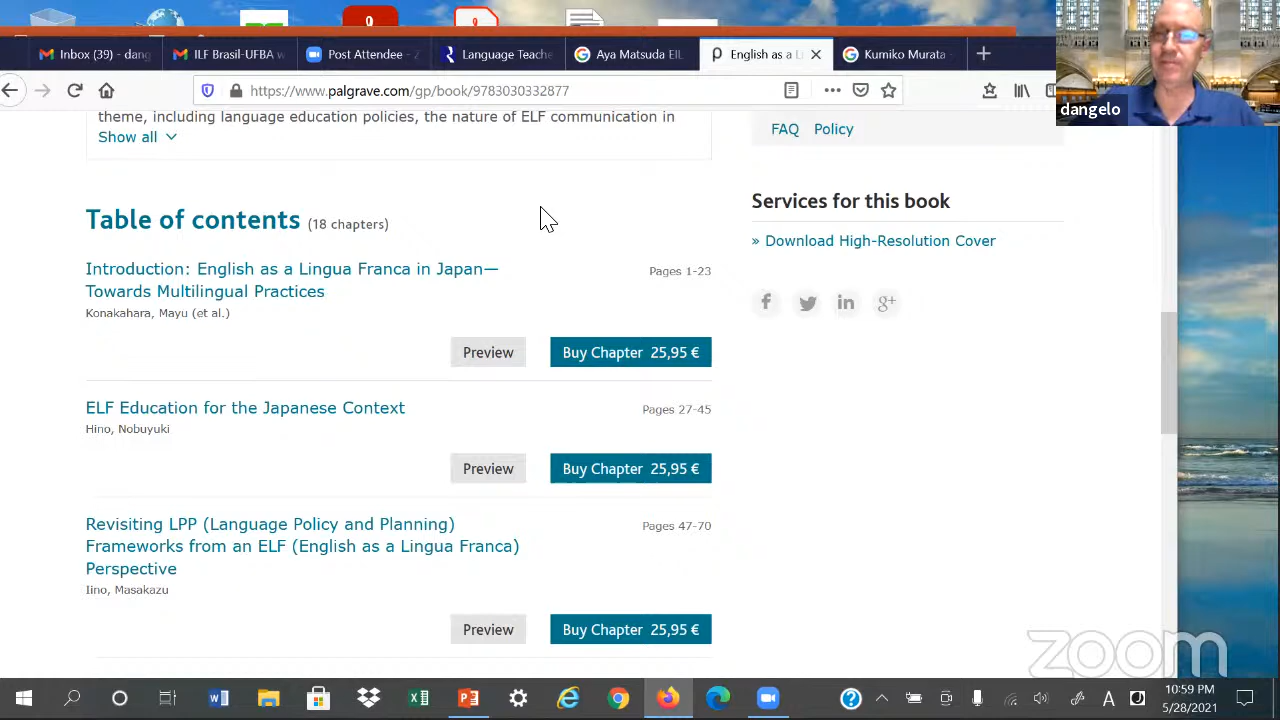 Inbox (39) - dang
ILF Brasil-UFBA w
Post Attendee - Z
Language Teache
Aya Matsuda EIL
English as a Li
Kumiko Murata
https://www.palgrave.com/gp/book/9783030332877
dangelo
theme, including language education policies, the nature of ELF communication in
Show all
FAQ Policy
Services for this book
» Download High-Resolution Cover
Table of contents (18 chapters)
Introduction: English as a Lingua Franca in Japan—
Pages 1-23
Towards Multilingual Practices
Konakahara, Mayu (et al.)
Preview
Buy Chapter 25,95 €
ELF Education for the Japanese Context
Pages 27-45
Hino, Nobuyuki
Preview
Buy Chapter 25,95 €
Revisiting LPP (Language Policy and Planning)
Pages 47-70
Frameworks from an ELF (English as a Lingua Franca)
Perspective
Iino, Masakazu
Preview
Buy Chapter 25,95 €
zoom
10:59 PM
5/28/2021